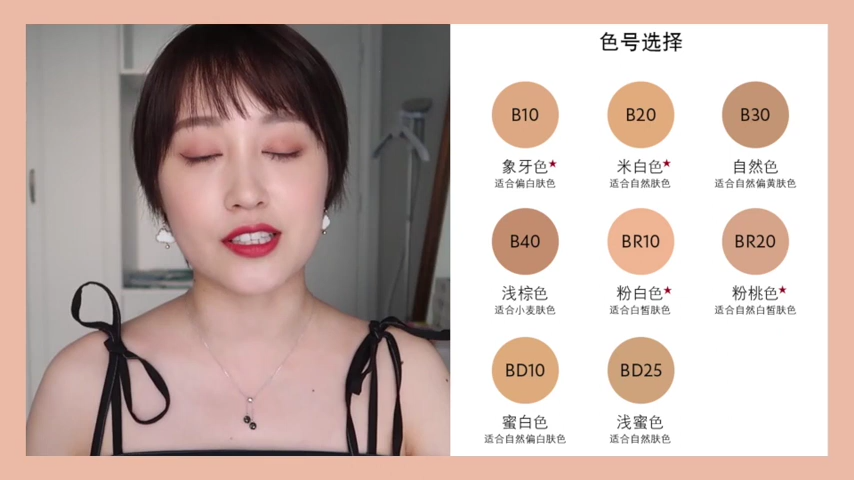 色号选择
B10
B20
B30
象牙色★
米白色★
自然色
适合偏白肤色
适合自然肤色
适合自然偏黄肤色
B40
BR10
BR20
浅棕色
粉白色★
粉桃色★
适合小麦肤色
适合白皙肤色
适合自然白皙肤色
BD10
BD25
蜜白色
浅蜜色
适合自然偏白肤色
适合自然肤色